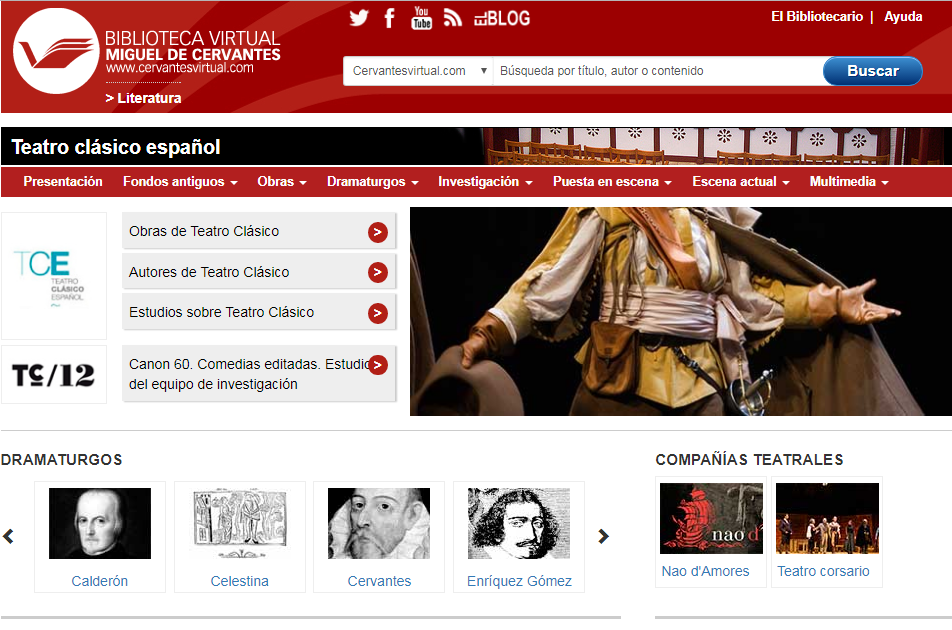 You
Tube
BLOG
El Bibliotecario | Ayuda
BIBLIOTECA VIRTUAL
MIGUEL DE CERVANTES
www.cervantesvirtual.com
> Literatura
Cervantesvirtual.com
Búsqueda por título, autor o contenido
Buscar
Teatro clásico español
Presentación
Fondos antiguos
Obras
Dramaturgos
Investigación
Puesta en escena
Escena actual
Multimedia
TCE
TEATRO
CLÁSICO
ESPAÑOL
Obras de Teatro Clásico
Autores de Teatro Clásico
Estudios sobre Teatro Clásico
TC/12
Canon 60. Comedias editadas. Estudio
del equipo de investigación
DRAMATURGOS
Calderón
Celestina
Cervantes
Enríquez Gómez
COMPAÑÍAS TEATRALES
nao d
Nao d'Amores
Teatro corsario